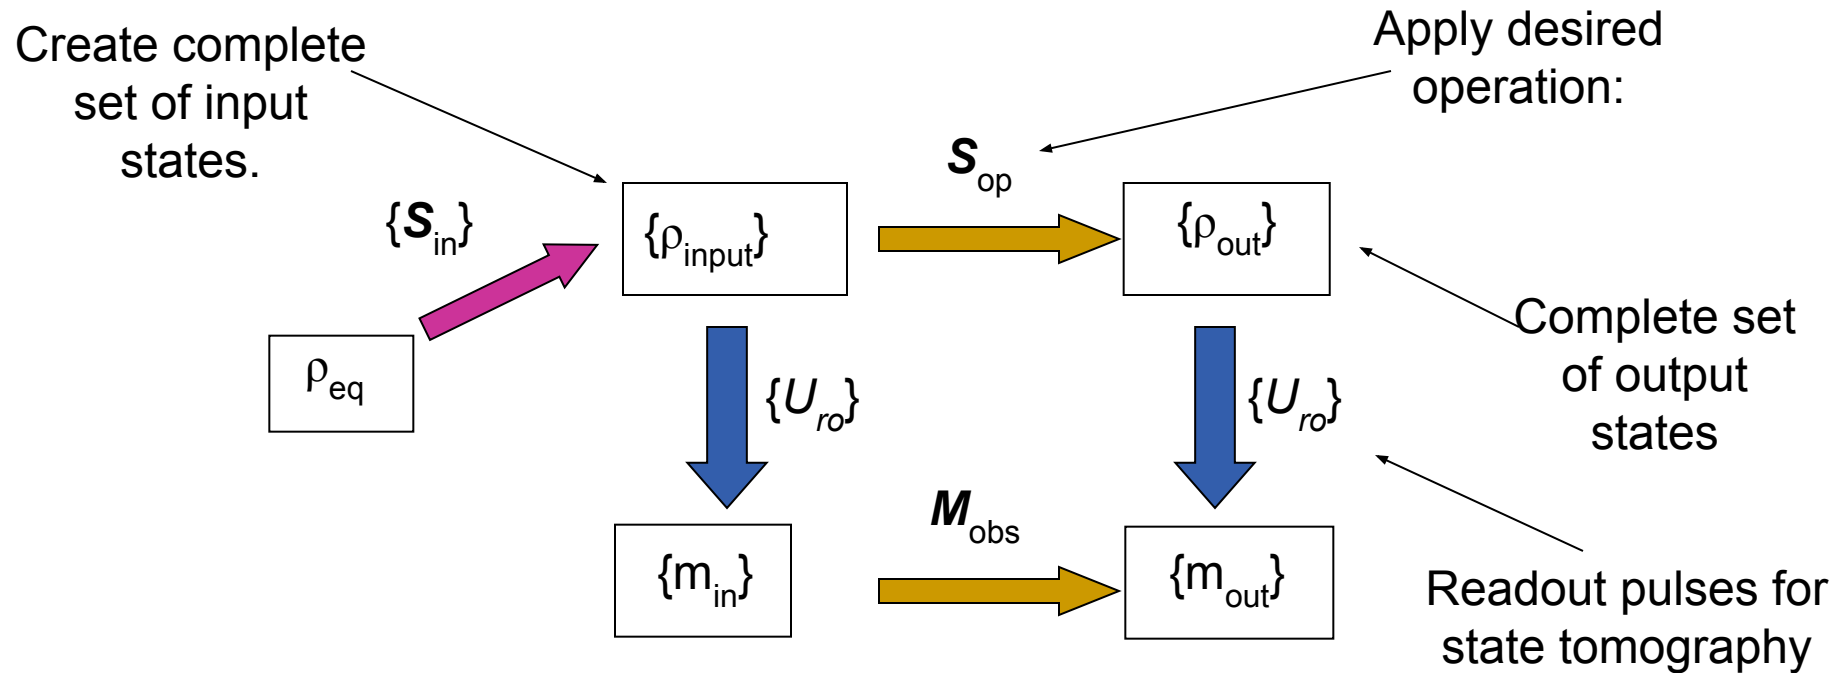 Create complete
set of input
states.
Apply desired
operation:
{S_in}
S_op
{ρ_input}
{ρ_out}
ρ_eq
{U_ro}
{U_ro}
Complete set
of output
states
M_obs
{m_in}
{m_out}
Readout pulses for
state tomography